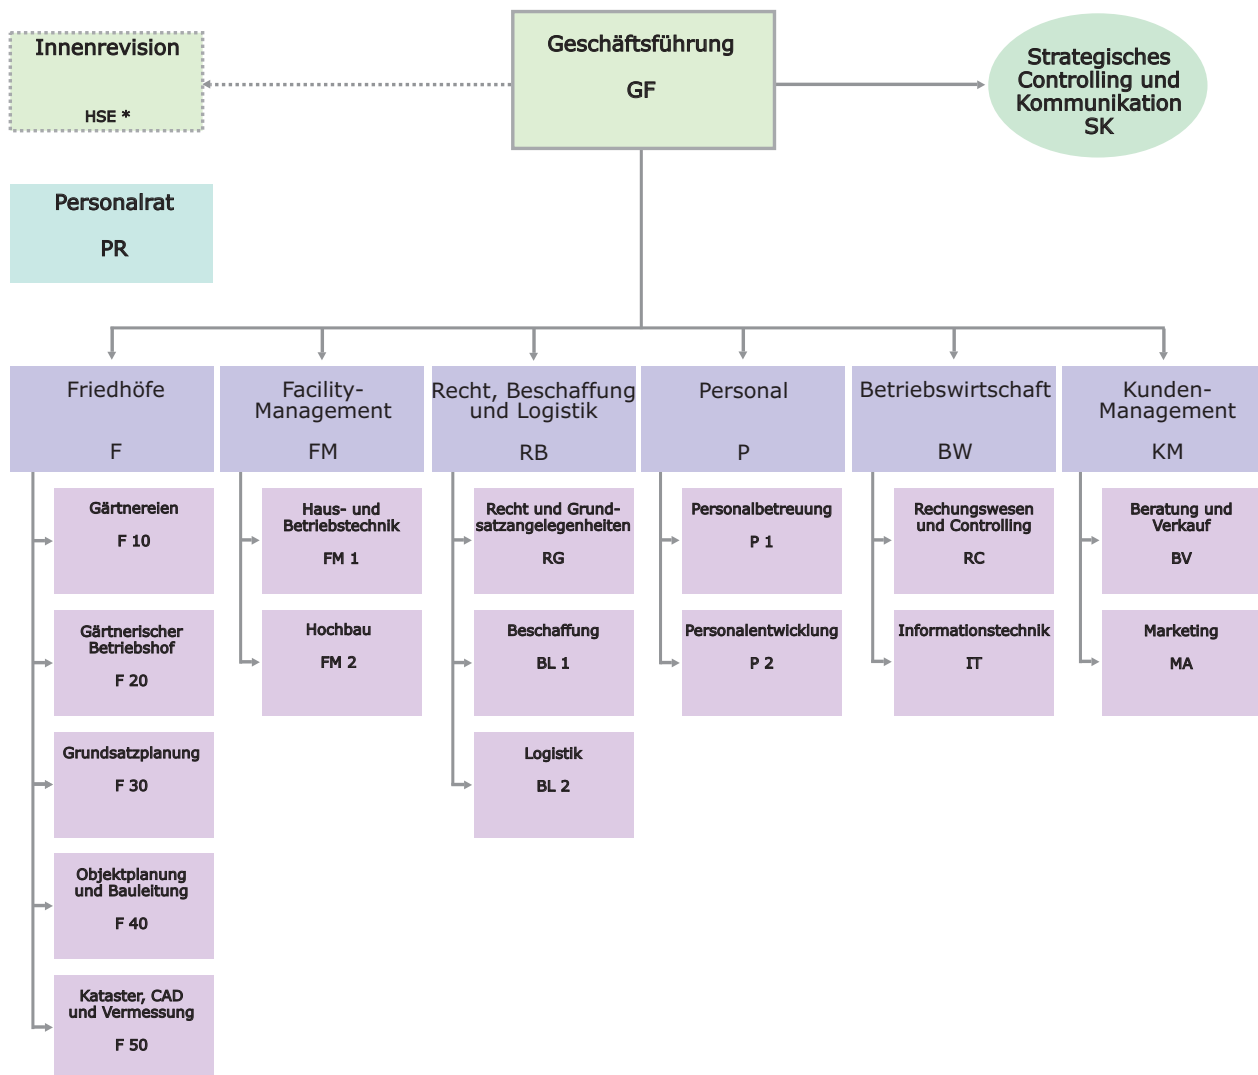 Innenrevision
HSE *
Geschäftsführung
GF
Strategisches
Controlling und
Kommunikation
SK
Personalrat
PR
Friedhöfe
F
Facility-
Management
FM
Recht, Beschaffung
und Logistik
RB
Personal
P
Betriebswirtschaft
BW
Kunden-
Management
KM
Gärtnereien
F 10
Gärtnerischer
Betriebshof
F 20
Grundsatzplanung
F 30
Objektplanung
und Bauleitung
F 40
Kataster, CAD
und Vermessung
F 50
Haus- und
Betriebstechnik
FM 1
Hochbau
FM 2
Recht und Grund-
satzangelegenheiten
RG
Beschaffung
BL 1
Logistik
BL 2
Personalbetreuung
P 1
Personalentwicklung
P 2
Rechungswesen
und Controlling
RC
Informationstechnik
IT
Beratung und
Verkauf
BV
Marketing
MA